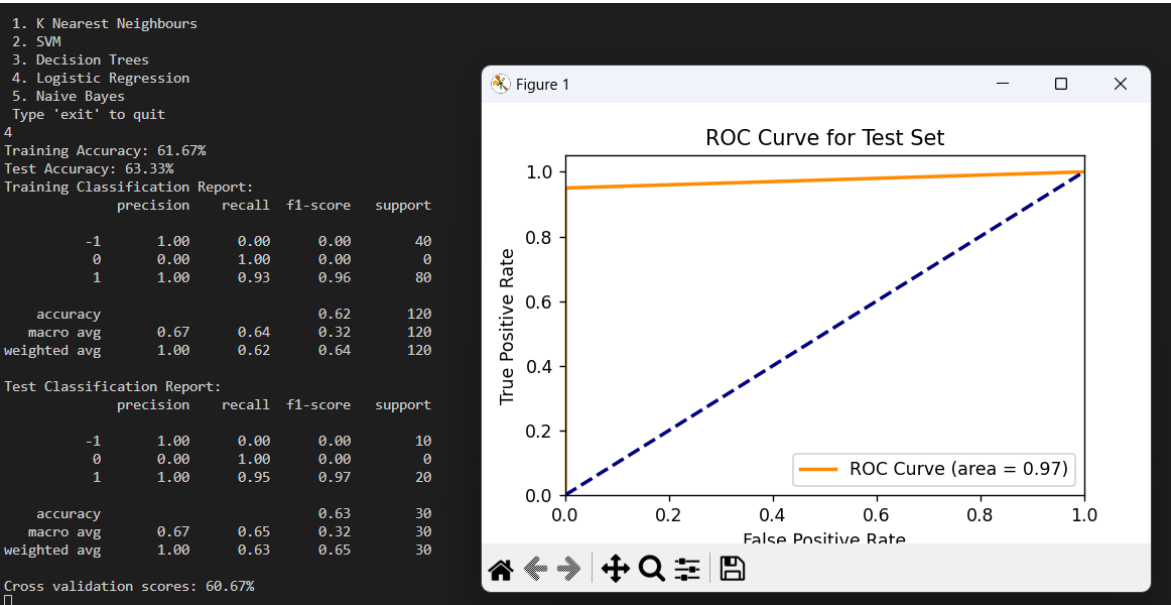 1. K Nearest Neighbours
2. SVM
3. Decision Trees
4. Logistic Regression
5. Naive Bayes
Type 'exit' to quit
4
Training Accuracy: 61.67%
Test Accuracy: 63.33%
Training Classification Report:
precision recall f1-score support
-1 1.00 0.00 0.00 40
0 0.00 1.00 0.00 0
1 1.00 0.93 0.96 80
accuracy 0.62 120
macro avg 0.67 0.64 0.32 120
weighted avg 1.00 0.62 0.64 120
Test Classification Report:
precision recall f1-score support
-1 1.00 0.00 0.00 10
0 0.00 1.00 0.00 0
1 1.00 0.95 0.97 20
accuracy 0.63 30
macro avg 0.67 0.65 0.32 30
weighted avg 1.00 0.63 0.65 30
Cross validation scores: 60.67%
Figure 1
ROC Curve for Test Set
True Positive Rate
1.0
0.8
0.6
0.4
0.2
0.0
ROC Curve (area = 0.97)
0.0 0.2 0.4 0.6 0.8 1.0
False Positive Rate